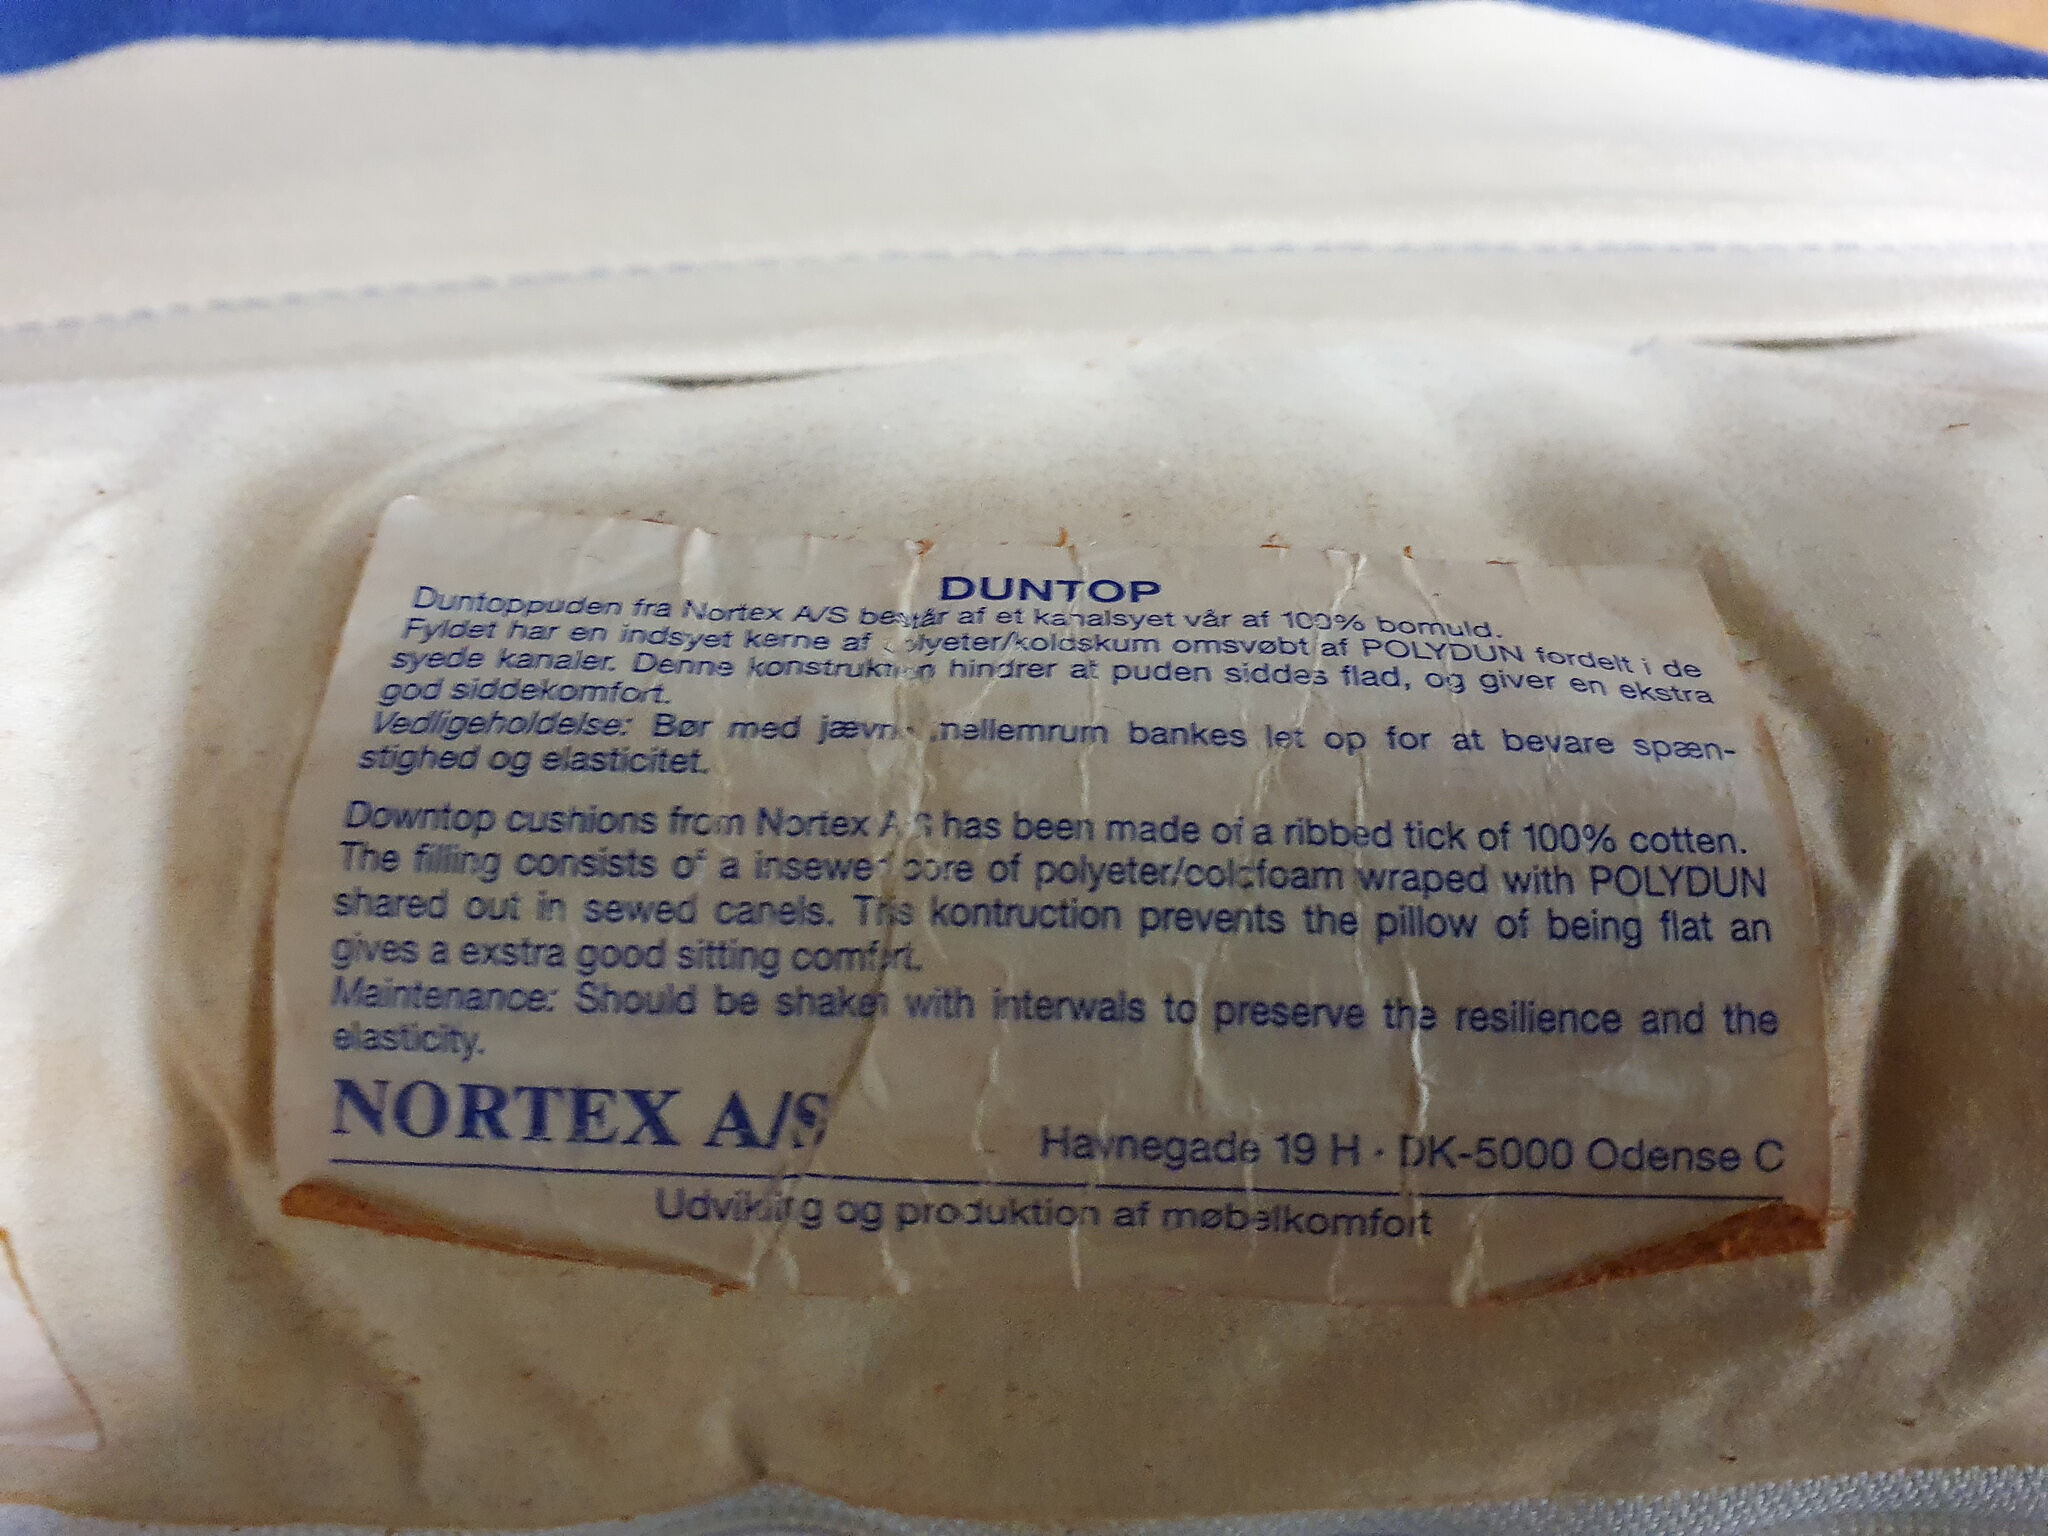 DUNTOP
Duntoppuden fra Nortex A/S består af et kanalsyet vår af 100% bomuld.
Fyldet har en indsyet kerne af polyeter/koldskum omsvøbt af POLYDUN fordelt i de
syede kanaler. Denne konstruktion hindrer at puden siddes flad, og giver en ekstra
god siddekomfort.
Vedligeholdelse: Bør med jævne mellemrum bankes let op for at bevare spæn-
stighed og elasticitet.
Downtop cushions from Nortex A/S has been made of a ribbed tick of 100% cotten.
The filling consists of a insewed core of polyeter/coldfoam wraped with POLYDUN
shared out in sewed canels. This kontruction prevents the pillow of being flat an
gives a exstra good sitting comfort.
Maintenance: Should be shaken with interwals to preserve the resilience and the
elasticity.
NORTEX A/S
Havnegade 19 H · DK-5000 Odense C
Udvikling og produktion af møbelkomfort